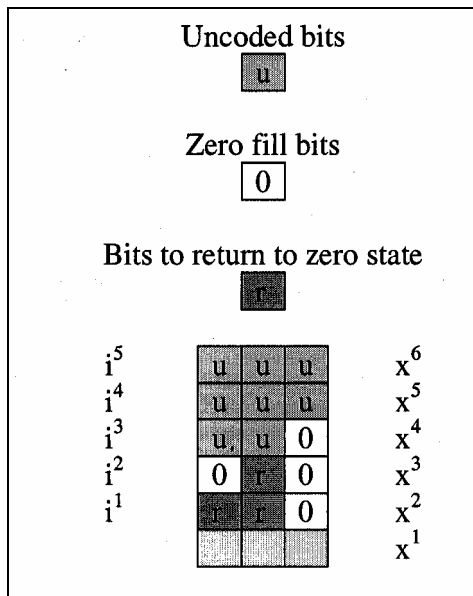 Uncoded bits
u
Zero fill bits
0
Bits to return to zero state
r
i⁵ u u u x⁶
i⁴ u u u x⁵
i³ u u 0 x⁴
i² 0 r 0 x³
i¹ r r 0 x²
x¹